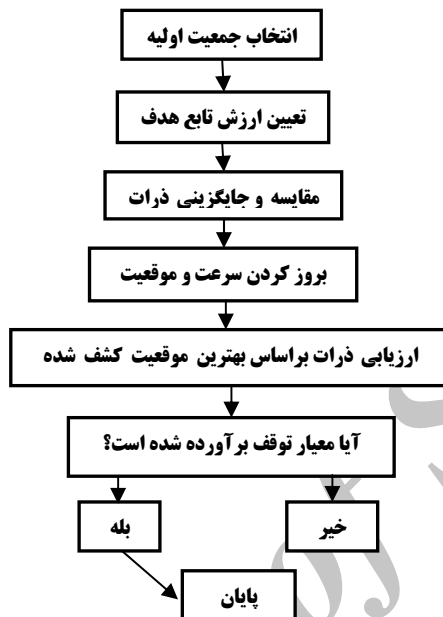 انتخاب جمعیت اولیه
تعیین ارزش تابع هدف
مقایسه و جایگزینی ذرات
بروز کردن سرعت و موقعیت
ارزیابی ذرات براساس بهترین موقعیت کشف شده
آیا معیار توقف برآورده شده است؟
خیر
بله
پایان